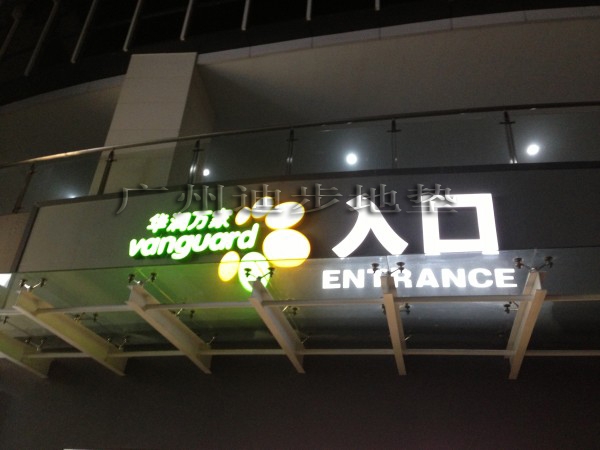 广州迪步地垫
华润万家
vanguard
入口
ENTRANCE